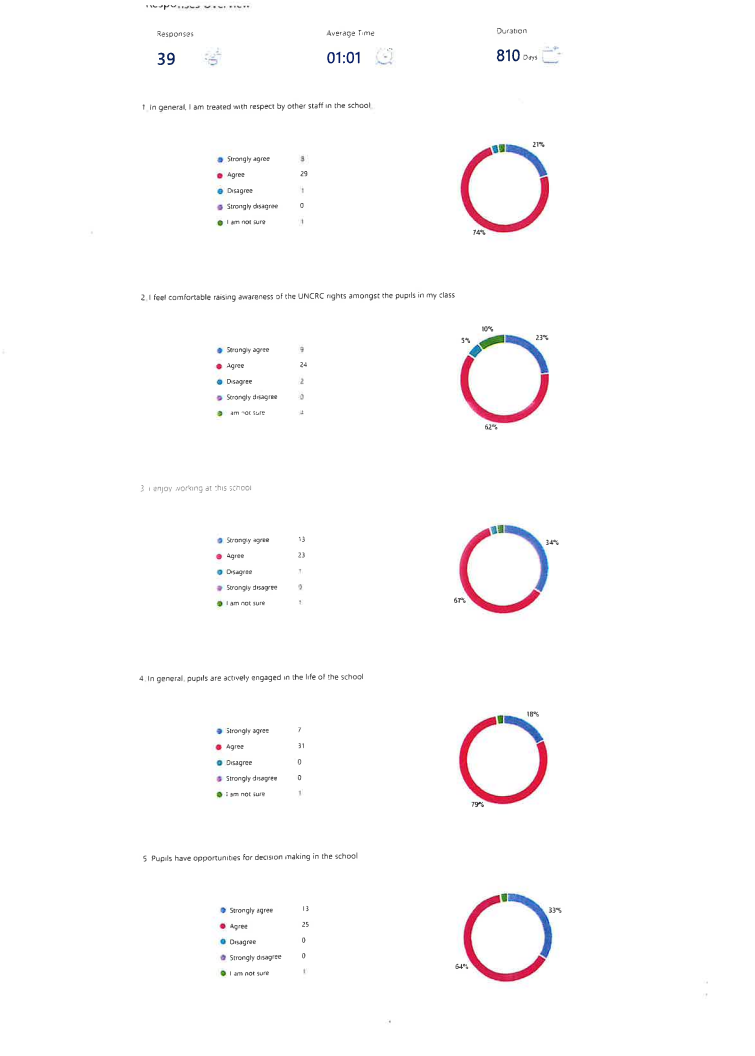 Responses Overview
Responses
39
Average Time
01:01
Duration
810 Days
1. In general, I am treated with respect by other staff in the school.
Strongly agree 8
Agree 29
Disagree 1
Strongly disagree 0
I am not sure 1
21%
74%
2. I feel comfortable raising awareness of the UNCRC rights amongst the pupils in my class
Strongly agree 9
Agree 24
Disagree 2
Strongly disagree 0
I am not sure 4
10%
5%
23%
62%
3. I enjoy working at this school
Strongly agree 13
Agree 23
Disagree 1
Strongly disagree 0
I am not sure 1
34%
61%
4. In general, pupils are actively engaged in the life of the school
Strongly agree 7
Agree 31
Disagree 0
Strongly disagree 0
I am not sure 1
18%
79%
5. Pupils have opportunities for decision making in the school
Strongly agree 13
Agree 25
Disagree 0
Strongly disagree 0
I am not sure 1
33%
64%